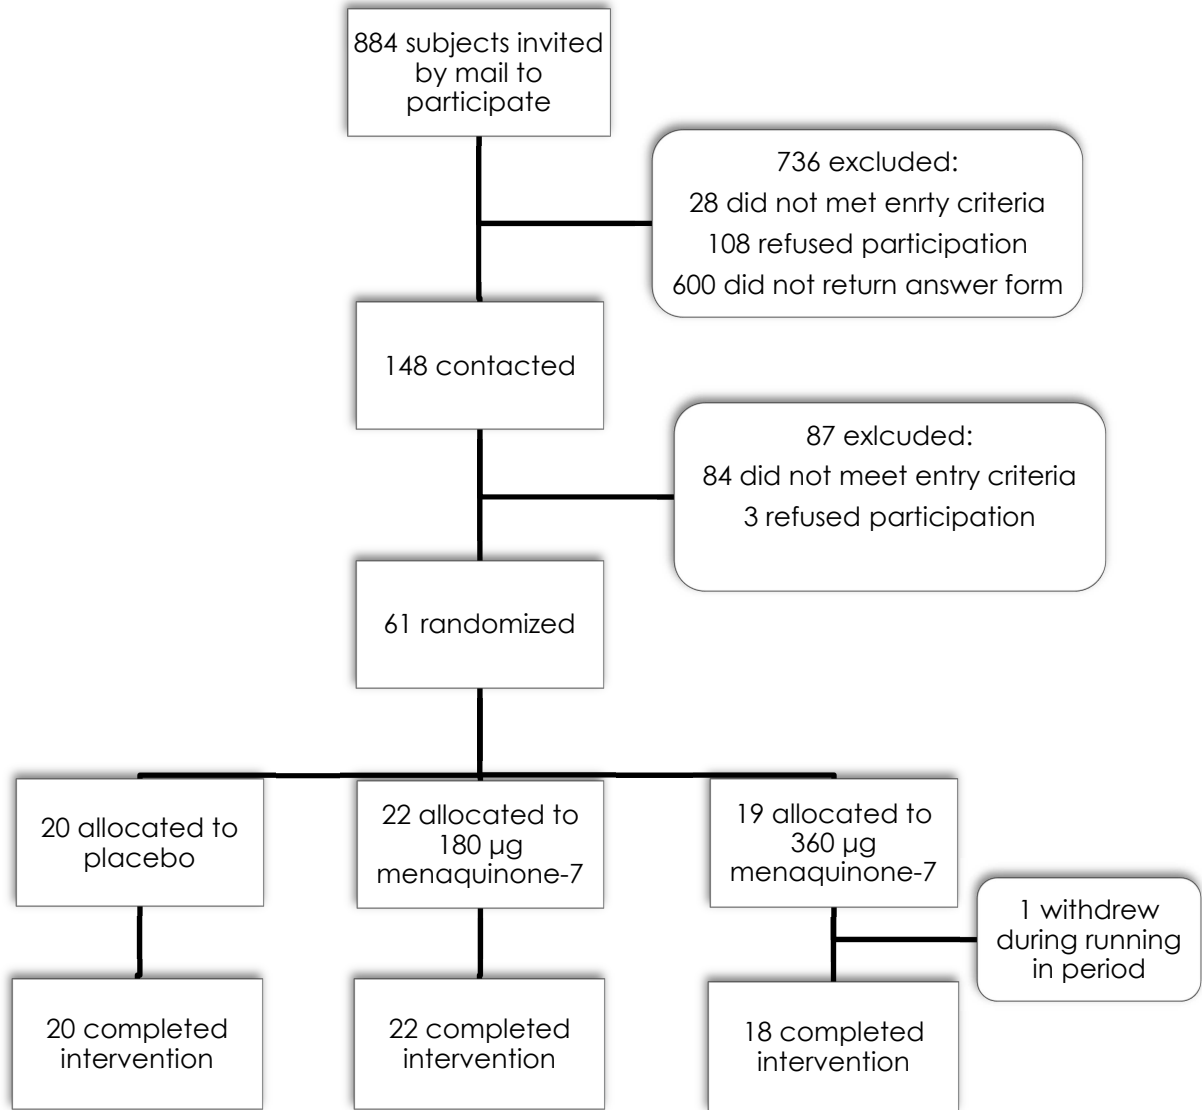 884 subjects invited
by mail to
participate
736 excluded:
28 did not met enrty criteria
108 refused participation
600 did not return answer form
148 contacted
87 exlcuded:
84 did not meet entry criteria
3 refused participation
61 randomized
20 allocated to
placebo
22 allocated to
180 µg
menaquinone-7
19 allocated to
360 µg
menaquinone-7
1 withdrew
during running
in period
20 completed
intervention
22 completed
intervention
18 completed
intervention